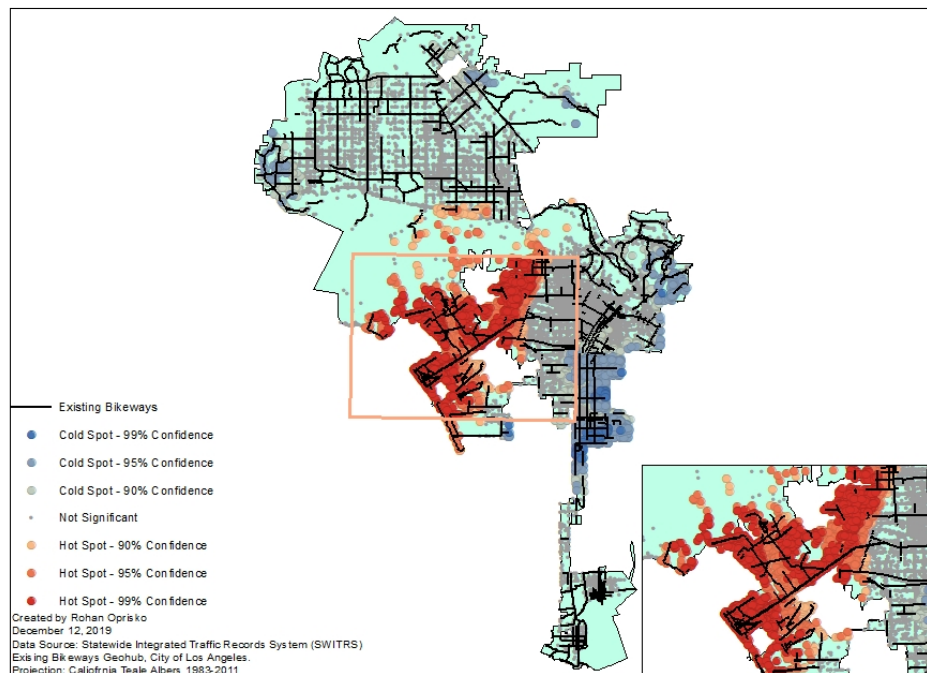 Existing Bikeways
Cold Spot - 99% Confidence
Cold Spot - 95% Confidence
Cold Spot - 90% Confidence
Not Significant
Hot Spot - 90% Confidence
Hot Spot - 95% Confidence
Hot Spot - 99% Confidence
Created by Rohan Oprisko
December 12, 2019
Data Source: Statewide Integrated Traffic Records System (SWITRS)
Exising Bikeways Geohub, City of Los Angeles.
Projection: Caliofrnia Teale Albers 1983-2011